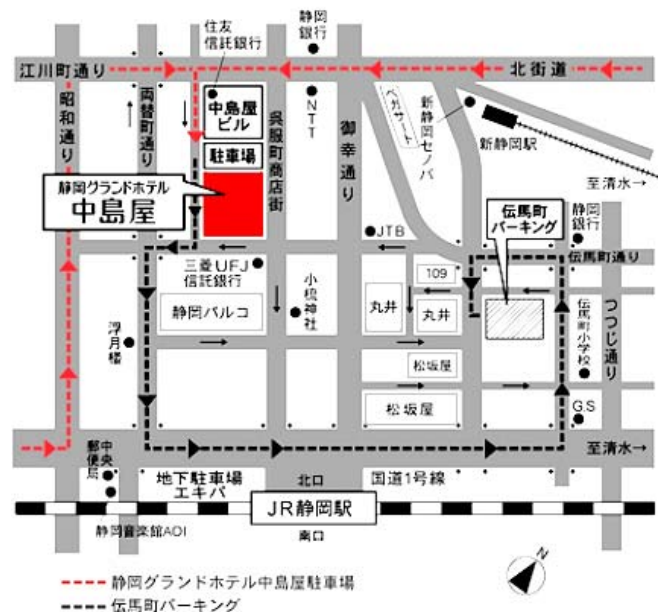 住友
信託銀行
静岡
銀行
江川町通り
北街道
昭和通り
両替町通り
中島屋
ビル
NTT
呉服町商店街
御幸通り
ペガサート
新静岡セノバ
新静岡駅
駐車場
至清水→
静岡グランドホテル
中島屋
JTB
伝馬町
パーキング
静岡
銀行
伝馬町通り
三菱UFJ
信託銀行
109
静岡パルコ
小梳神社
丸井
丸井
伝馬町小学校
つつじ通り
浮月楼
松坂屋
松坂屋
G.S
中央
郵便局
至清水→
地下駐車場
エキパ
北口
国道1号線
JR静岡駅
静岡音楽館AOI
南口
N
静岡グランドホテル中島屋駐車場
伝馬町パーキング